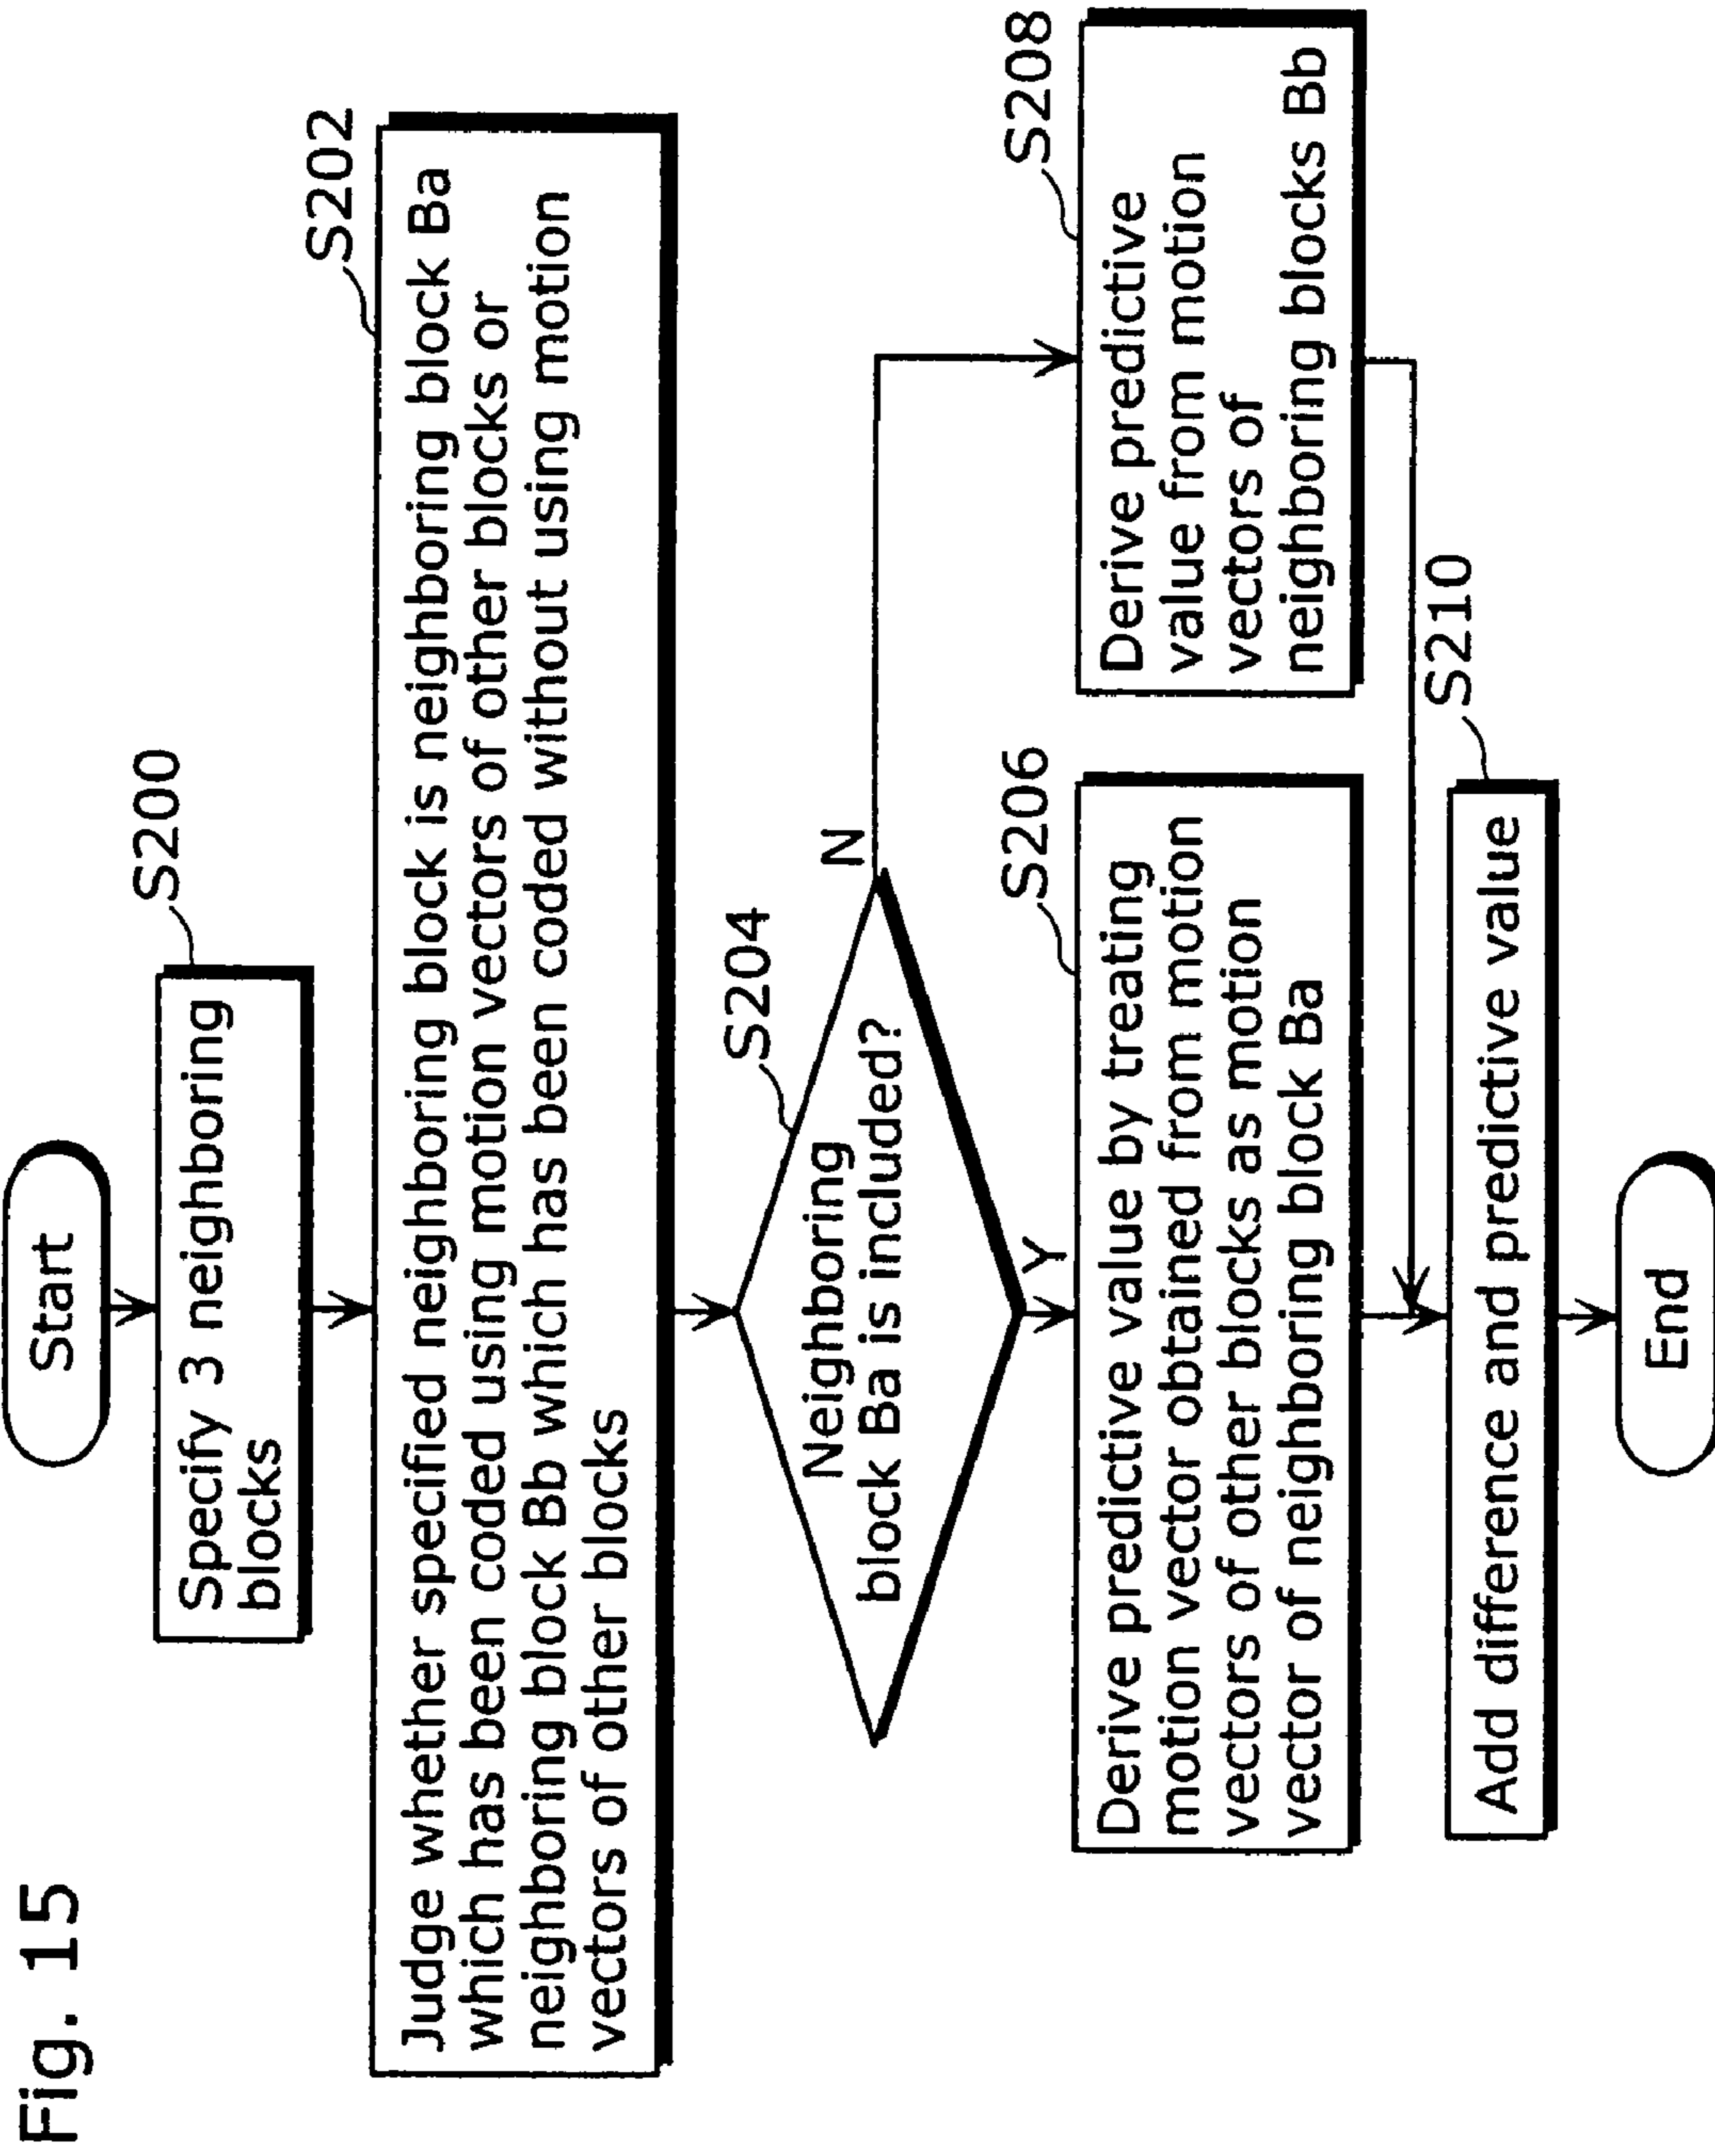 Fig. 15
Start
S200
Specify 3 neighboring
blocks
S202
Judge whether specified neighboring block is neighboring block Ba
which has been coded using motion vectors of other blocks or
neighboring block Bb which has been coded without using motion
vectors of other blocks
S204
Neighboring
block Ba is included?
N
Y
S206
Derive predictive value by treating
motion vector obtained from motion
vectors of other blocks as motion
vector of neighboring block Ba
S208
Derive predictive
value from motion
vectors of
neighboring blocks Bb
S210
Add difference and predictive value
End